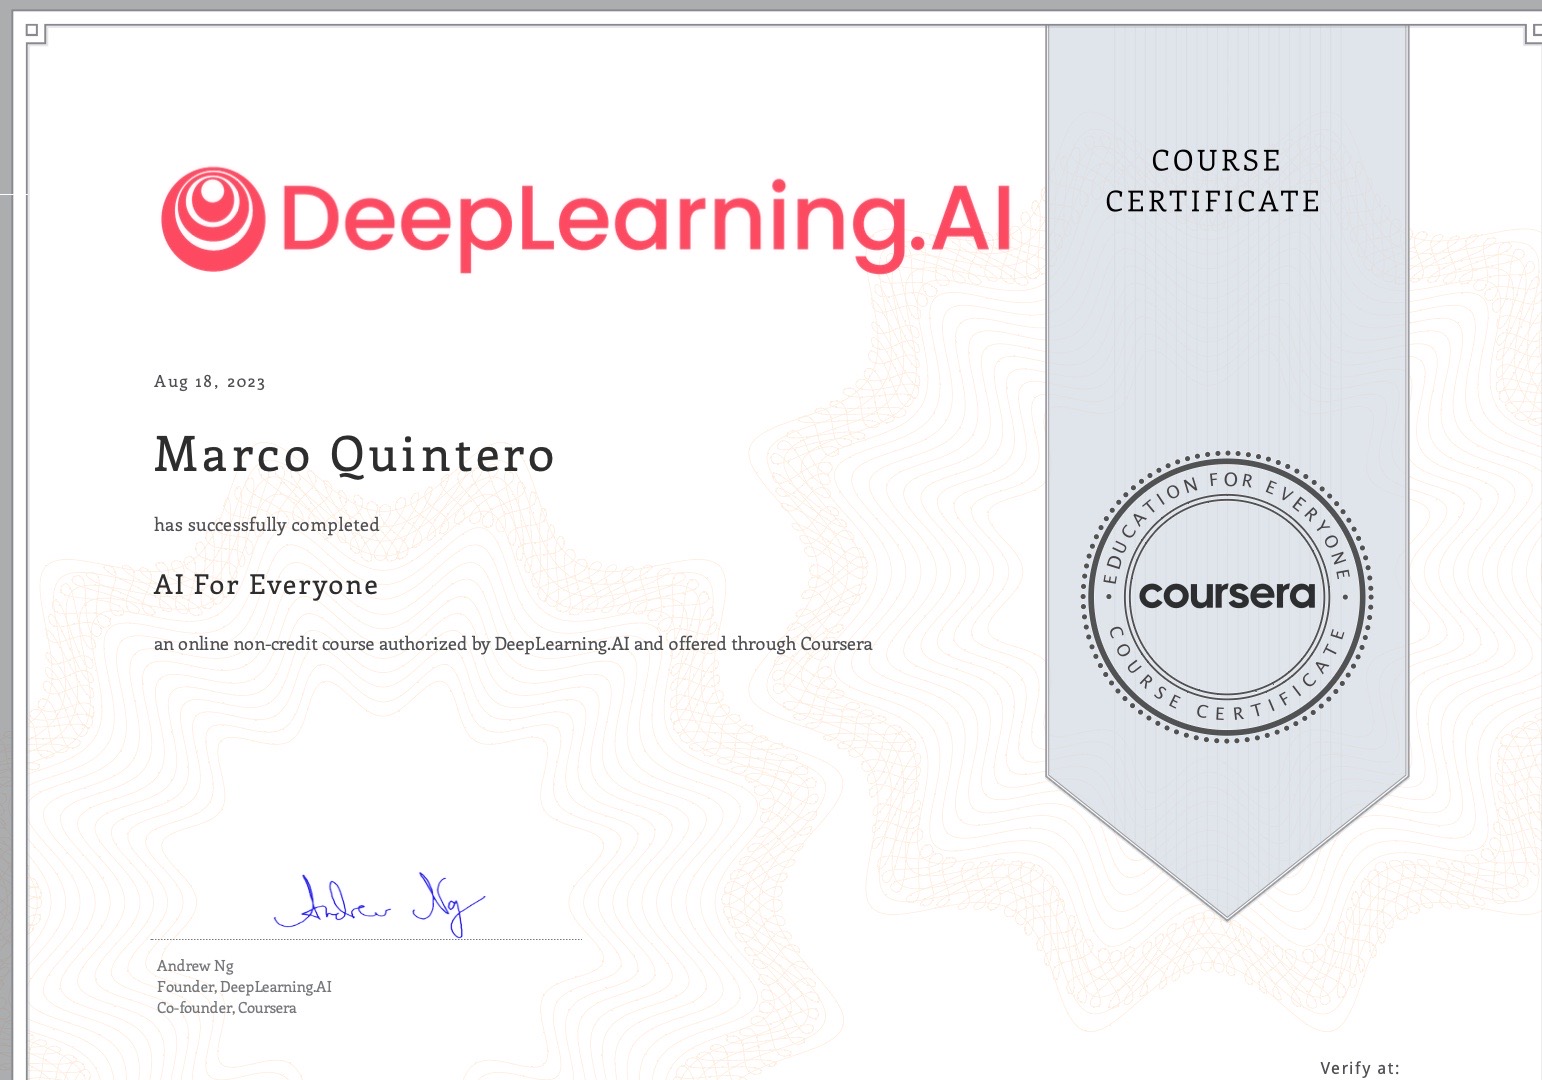 DeepLearning.AI
COURSE
CERTIFICATE
Aug 18, 2023
Marco Quintero
has successfully completed
AI For Everyone
an online non-credit course authorized by DeepLearning.AI and offered through Coursera
EDUCATION FOR EVERYONE
coursera
COURSE CERTIFICATE
Andrew Ng
Andrew Ng
Founder, DeepLearning.AI
Co-founder, Coursera
Verify at: